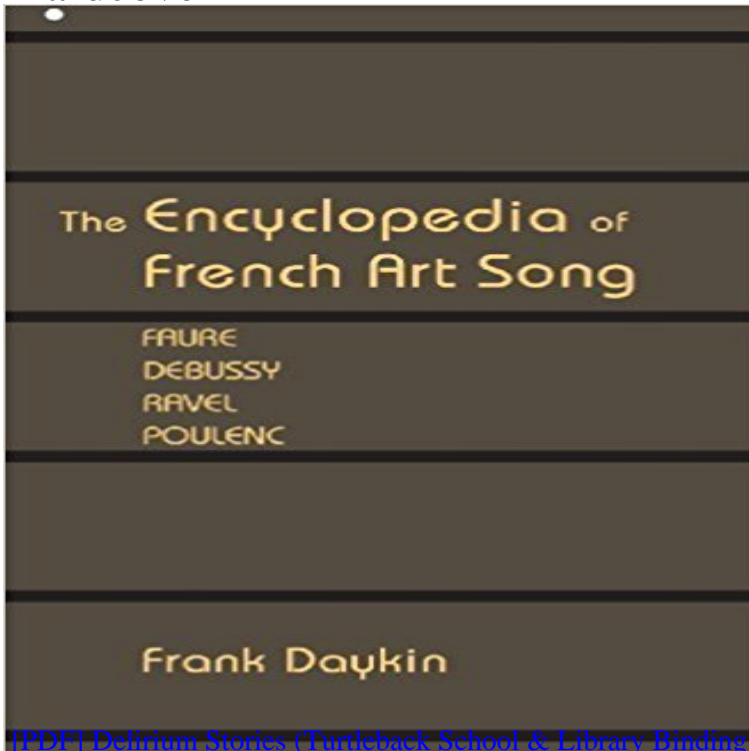 The Encyclopedia of
French Art Song
FAURE
DEBUSSY
RAVEL
POULENC
Frank Daykin
[PDF] Delirium Stories (Turtleback School & Library Binding